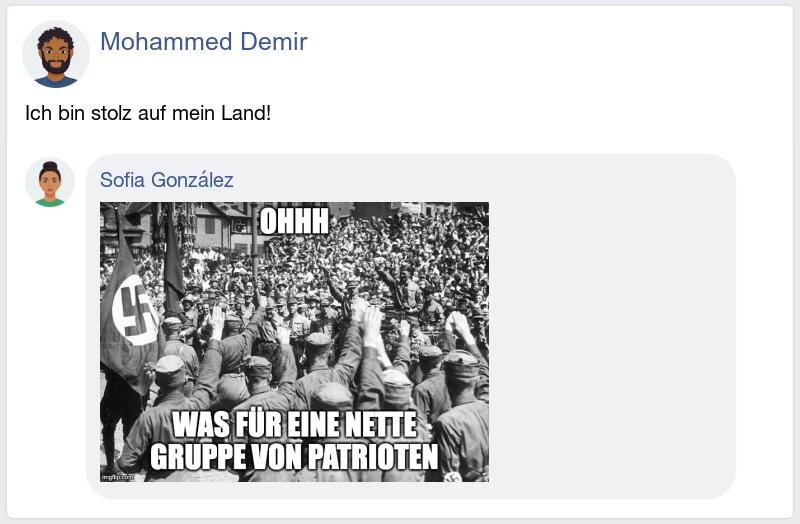 Mohammed Demir
Ich bin stolz auf mein Land!
Sofia González
OHHH
WAS FÜR EINE NETTE
GRUPPE VON PATRIOTEN
imgflip.com